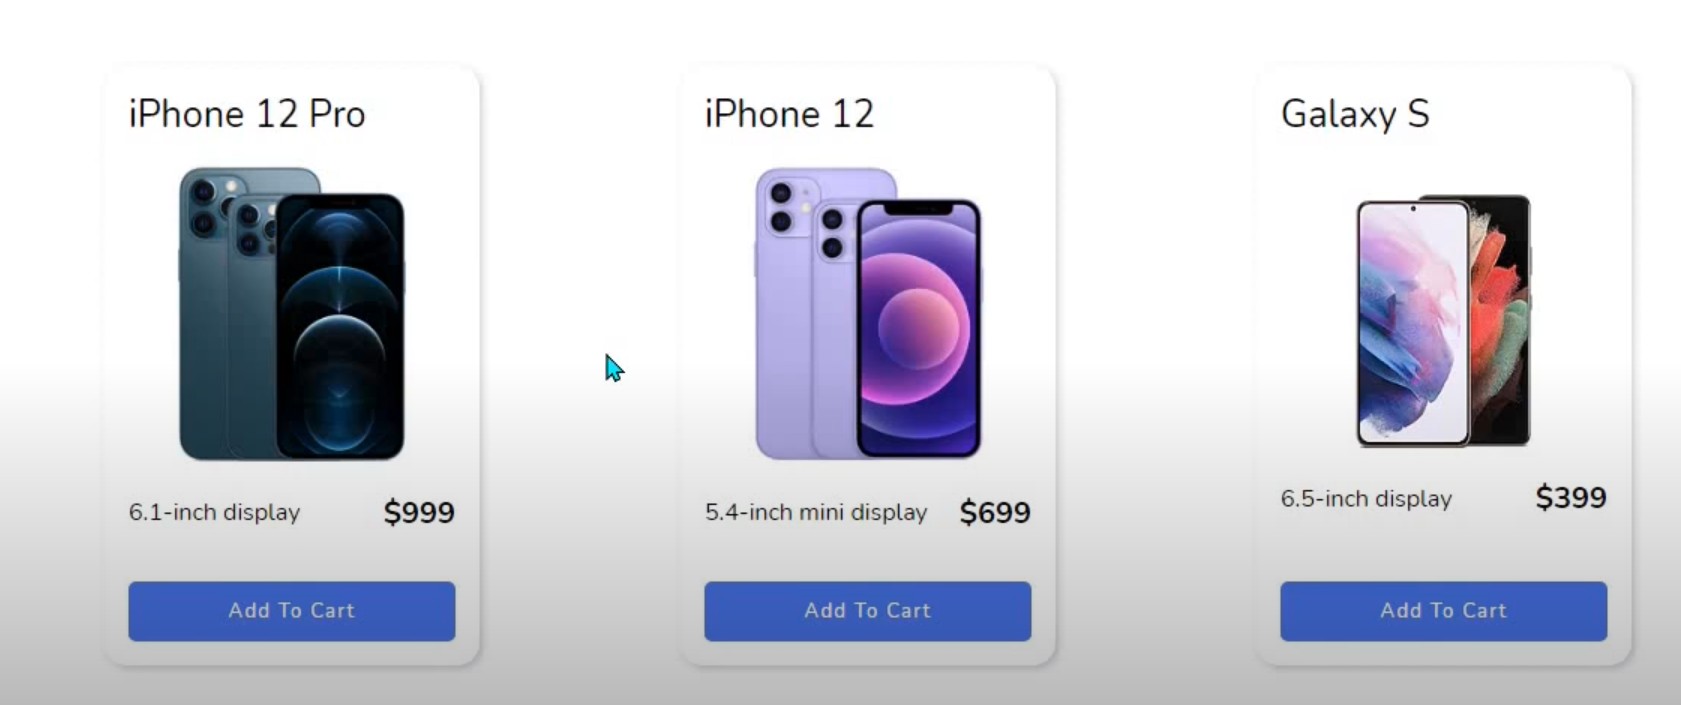 iPhone 12 Pro
6.1-inch display $999
Add To Cart
iPhone 12
5.4-inch mini display $699
Add To Cart
Galaxy S
6.5-inch display $399
Add To Cart